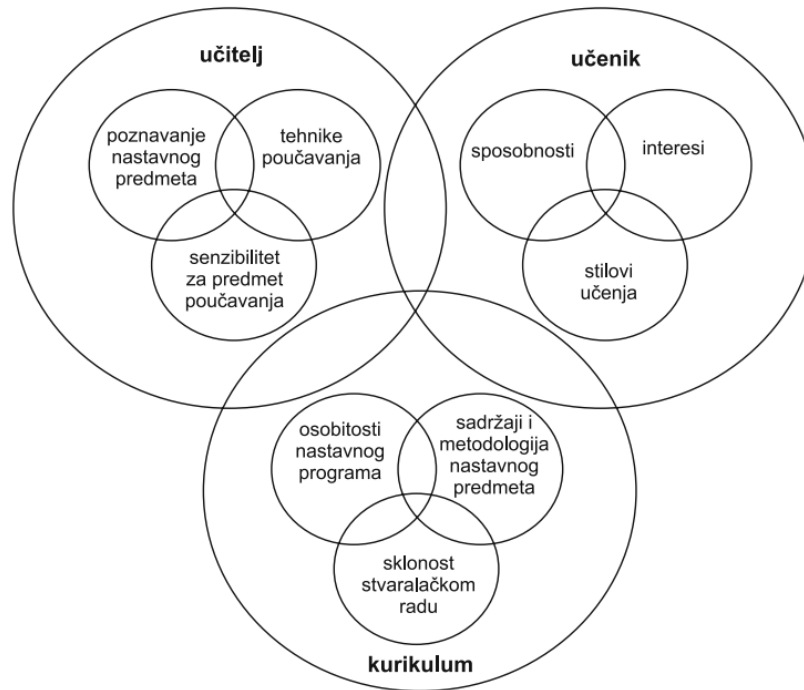 učitelj
poznavanje
nastavnog
predmeta
tehnike
poučavanja
senzibilitet
za predmet
poučavanja
učenik
sposobnosti
interesi
stilovi
učenja
osobitosti
nastavnog
programa
sadržaji i
metodologija
nastavnog
predmeta
sklonost
stvaralačkom
radu
kurikulum